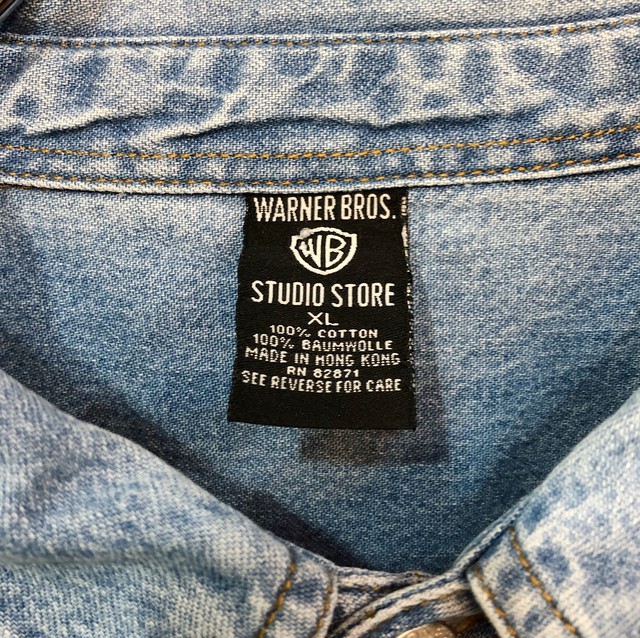 WARNER BROS.
WB
STUDIO STORE
XL
100% COTTON
100% BAUMWOLLE
MADE IN HONG KONG
RN 82871
SEE REVERSE FOR CARE